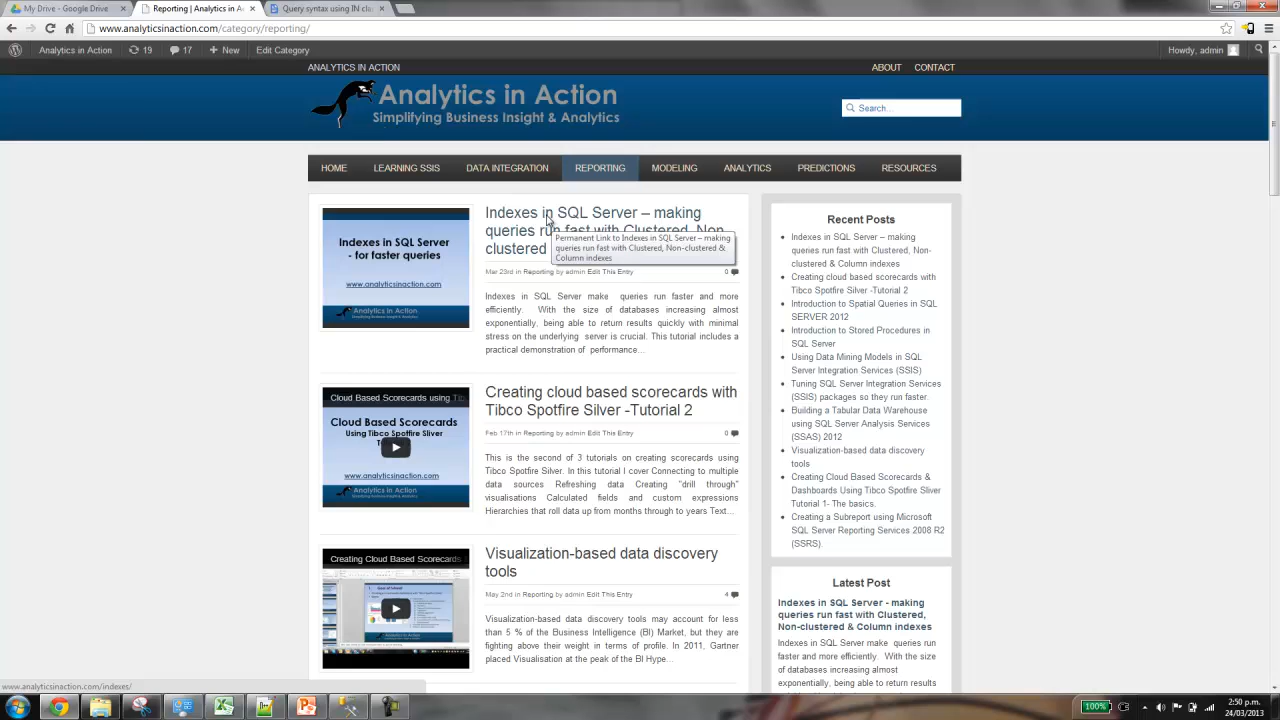 My Drive - Google Drive
Reporting | Analytics in A
Query syntax using IN cl
www.analyticsinaction.com/category/reporting/
Analytics in Action
19
17
+ New
Edit Category
Howdy, admin
ANALYTICS IN ACTION
ABOUT
CONTACT
Analytics in Action
Simplifying Business Insight & Analytics
Search...
HOME
LEARNING SSIS
DATA INTEGRATION
REPORTING
MODELING
ANALYTICS
PREDICTIONS
RESOURCES
Indexes in SQL Server
- for faster queries
www.analyticsinaction.com
Analytics in Action
Simplifying Business Insight & Analytics
Indexes in SQL Server – making
queries run fast with Clustered, Non-
clustered
Permanent Link to Indexes in SQL Server – making
queries run fast with Clustered, Non-clustered &
Column indexes
Mar 23rd in Reporting by admin Edit This Entry
0
Indexes in SQL Server make queries run faster and more
efficiently. With the size of databases increasing almost
exponentially, being able to return results quickly with minimal
stress on the underlying server is crucial. This tutorial includes a
practical demonstration of performance...
Cloud Based Scorecards using Tib
Cloud Based Scorecards
Using Tibco Spotfire Sliver
www.analyticsinaction.com
Analytics in Action
Simplifying Business Insight & Analytics
Creating cloud based scorecards with
Tibco Spotfire Silver -Tutorial 2
Feb 17th in Reporting by admin Edit This Entry
0
This is the second of 3 tutorials on creating scorecards using
Tibco Spotfire Silver. In this tutorial I cover Connecting to multiple
data sources Refreshing data Creating "drill through"
visualisations Calculated fields and custom expressions
Hierarchies that roll data up from months through to years Text...
Creating Cloud Based Scorecards
Visualization-based data discovery
tools
May 2nd in Reporting by admin Edit This Entry
4
Visualization-based data discovery tools may account for less
than 5 % of the Business Intelligence (BI) Market, but they are
fighting above their weight in terms of profile. In 2011, Gartner
placed Visualisation at the peak of the BI Hype...
Recent Posts
Indexes in SQL Server – making
queries run fast with Clustered, Non-
clustered & Column indexes
Creating cloud based scorecards with
Tibco Spotfire Silver -Tutorial 2
Introduction to Spatial Queries in SQL
SERVER 2012
Introduction to Stored Procedures in
SQL Server
Using Data Mining Models in SQL
Server Integration Services (SSIS)
Tuning SQL Server Integration Services
(SSIS) packages so they run faster.
Building a Tabular Data Warehouse
using SQL Server Analysis Services
(SSAS) 2012
Visualization-based data discovery
tools
Creating Cloud Based Scorecards &
Dashboards Using Tibco Spotfire Sliver
Tutorial 1- The basics.
Creating a Subreport using Microsoft
SQL Server Reporting Services 2008 R2
(SSRS)
Latest Post
Indexes in SQL Server - making
queries run fast with Clustered,
Non-clustered & Column indexes
Indexes in SQL Server make queries run
faster and more efficiently. With the size
of databases increasing almost
exponentially, being able to return results
www.analyticsinaction.com/indexes/
100%
2:50 p.m.
24/03/2013